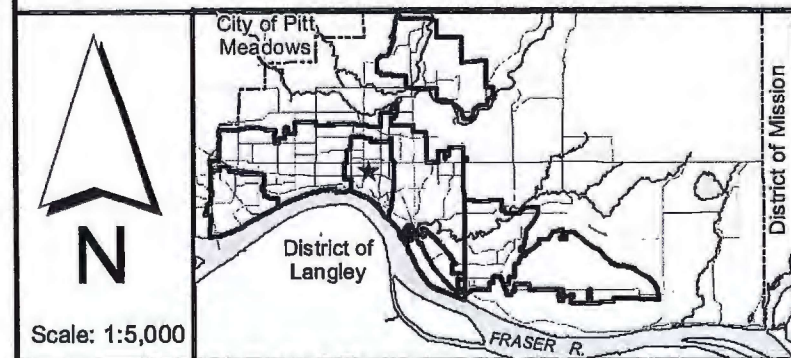 N
Scale: 1:5,000
City of Pitt
Meadows
District of
Langley
FRASER R.
District of Mission